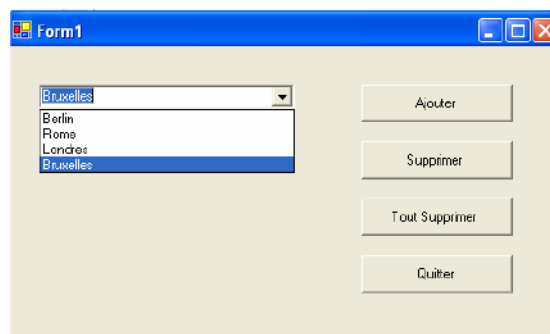 Form1
Bruxelles
Berlin
Rome
Londres
Bruxelles
Ajouter
Supprimer
Tout Supprimer
Quitter